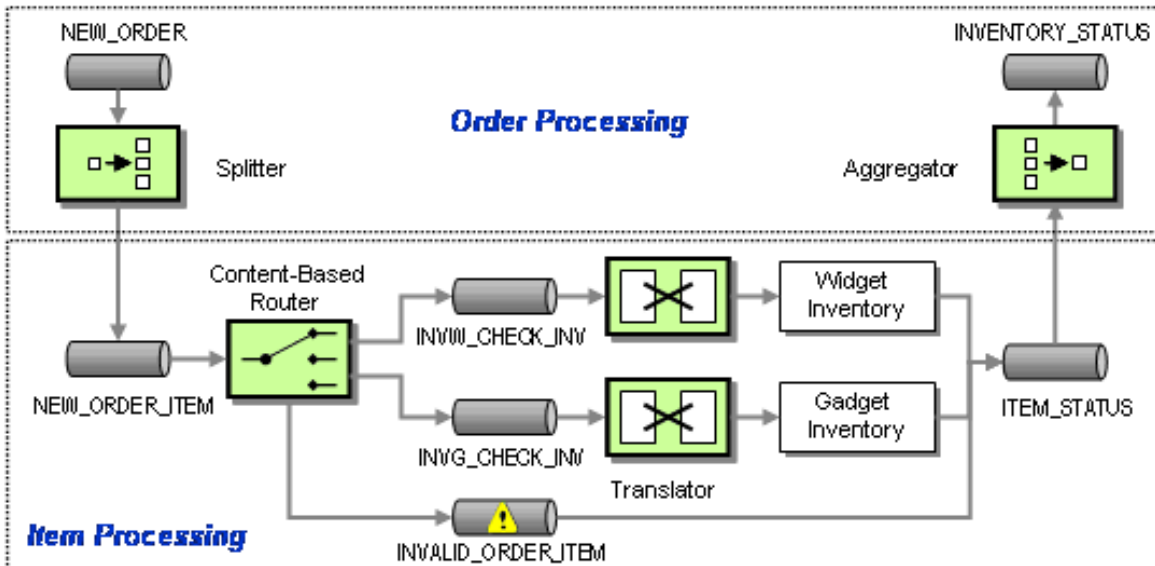 NEW_ORDER
INVENTORY_STATUS
Order Processing
Splitter
Aggregator
Content-Based
Router
Widget
Inventory
INVW_CHECK_INV
NEW_ORDER_ITEM
Gadget
Inventory
ITEM_STATUS
INVG_CHECK_INV
Translator
!
Item Processing
INVALID_ORDER_ITEM